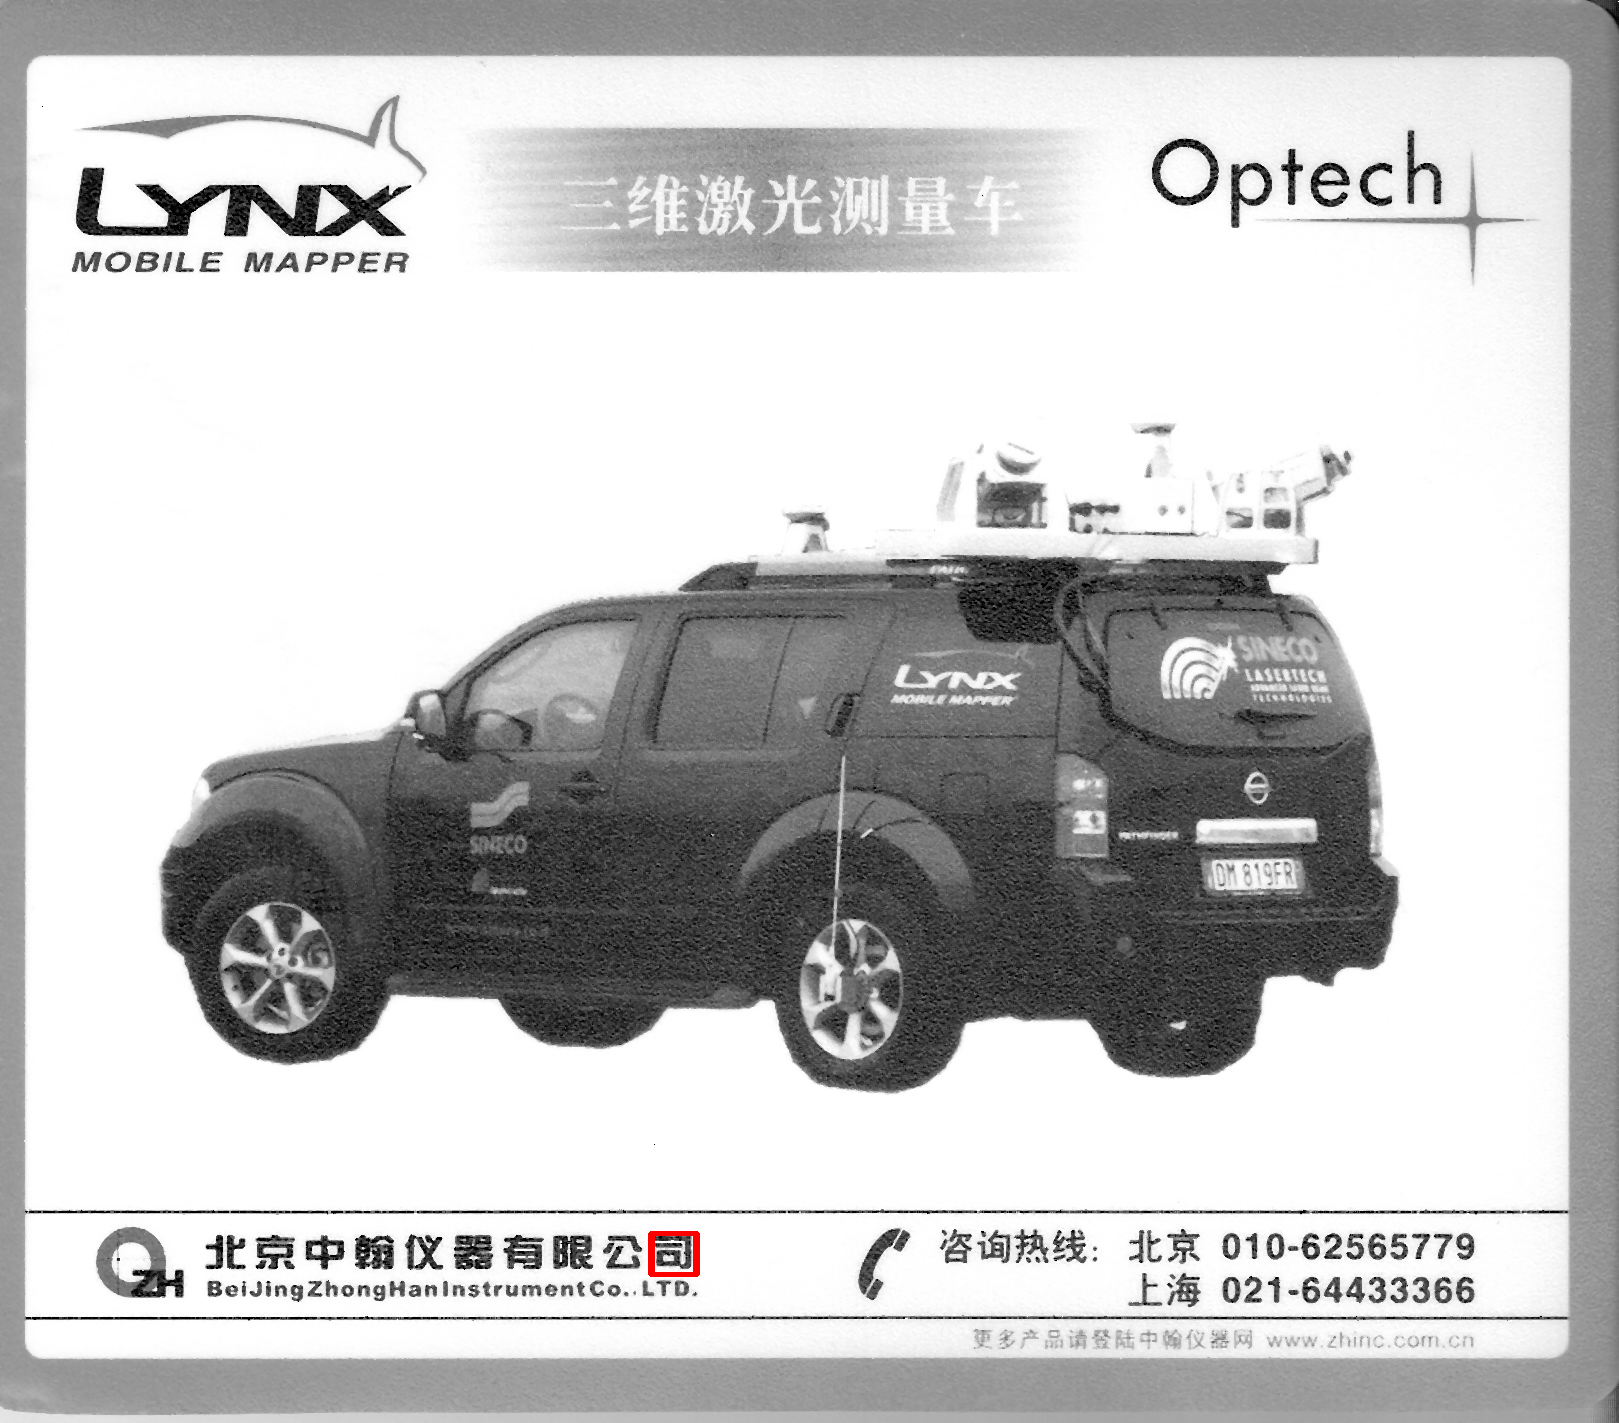 LYNX
MOBILE MAPPER
三维激光测量车
Optech
LYNX
MOBILE MAPPER
SINECO
LASERTECH
SINECO
PATHFINDER
DM 819FR
ZH
北京中翰仪器有限公司
BeiJingZhongHanInstrumentCo..LTD.
咨询热线: 北京 010-62565779
上海 021-64433366
更多产品请登陆中翰仪器网 www.zhinc.com.cn